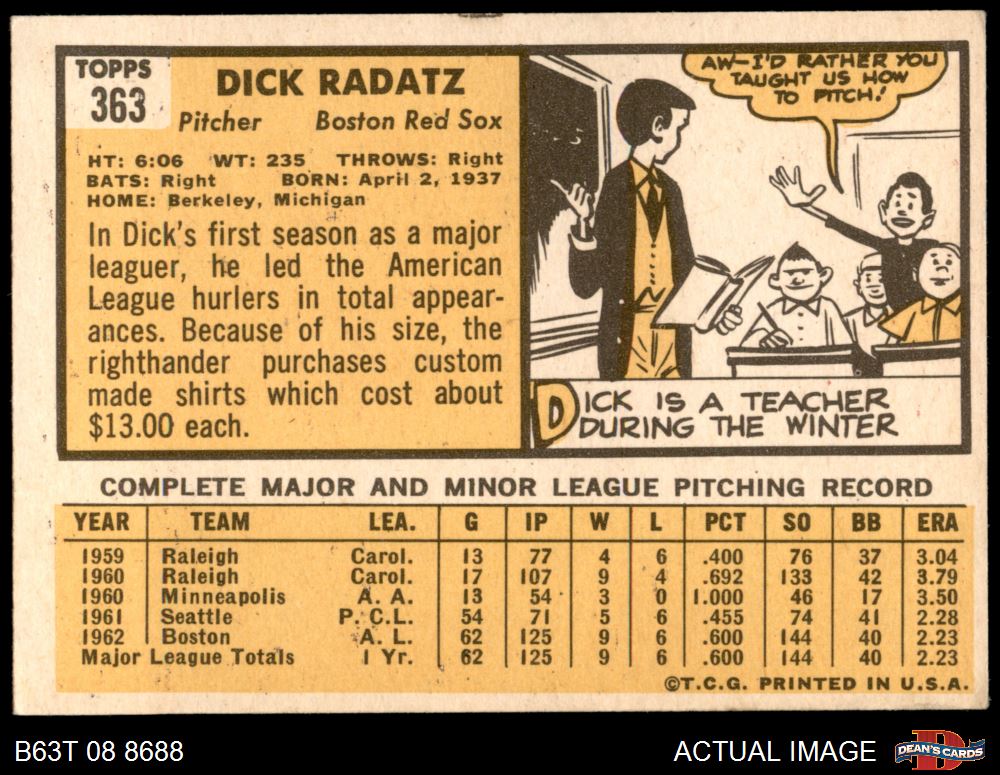 TOPPS
363
DICK RADATZ
Pitcher Boston Red Sox
HT: 6:06 WT: 235 THROWS: Right
BATS: Right BORN: April 2, 1937
HOME: Berkeley, Michigan
In Dick's first season as a major
leaguer, he led the American
League hurlers in total appear-
ances. Because of his size, the
righthander purchases custom
made shirts which cost about
$13.00 each.
AW-I'D RATHER YOU
TAUGHT US HOW
TO PITCH!
DICK IS A TEACHER
DURING THE WINTER
COMPLETE MAJOR AND MINOR LEAGUE PITCHING RECORD
YEAR TEAM LEA. G IP W L PCT SO BB ERA
1959 Raleigh Carol. 13 77 4 6 .400 76 37 3.04
1960 Raleigh Carol. 17 107 9 4 .692 133 42 3.79
1960 Minneapolis A. A. 13 54 3 0 1.000 46 17 3.50
1961 Seattle P.C.L. 54 71 5 6 .455 74 41 2.28
1962 Boston A. L. 62 125 9 6 .600 144 40 2.23
Major League Totals 1 Yr. 62 125 9 6 .600 144 40 2.23
©T.C.G. PRINTED IN U.S.A.
B63T 08 8688
ACTUAL IMAGE
DEAN'S CARDS